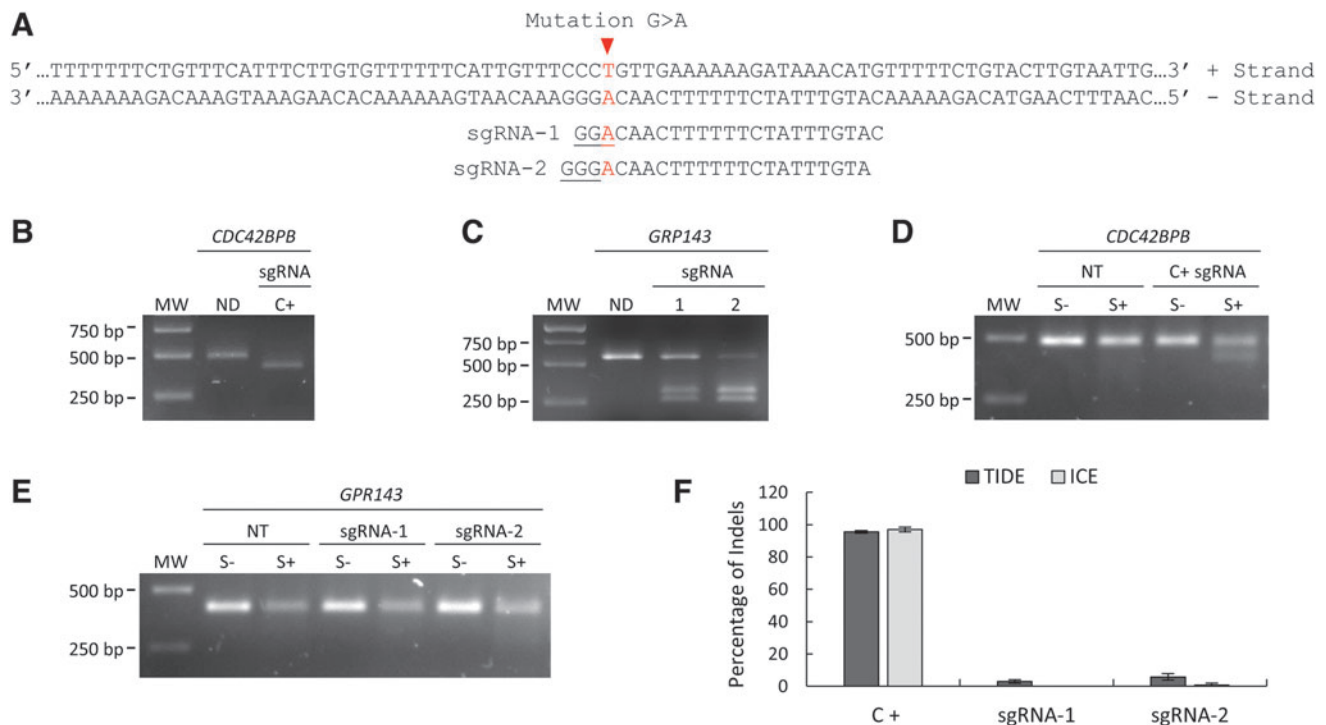 A
Mutation G>A
5′ …TTTTTTTCTGTTTCATTTCTTGTGTTTTTTCATTGTTTCCCTGTTGAAAAAAGATAAACATGTTTTTCTGTACTTGTAATTG…3′ + Strand
3′ …AAAAAAAGACAAAGTAAAGAACACAAAAAAGTAACAAAGGGACAACTTTTTTCTATTTGTACAAAAAGACATGAACTTTAAC…5′ - Strand
sgRNA-1 GGACAACTTTTTTCTATTTGTAC
sgRNA-2 GGGACAACTTTTTTCTATTTGTA
B
CDC42BPB
sgRNA
MW ND C+
750 bp
500 bp
250 bp
C
GRP143
sgRNA
MW ND 1 2
750 bp
500 bp
250 bp
D
CDC42BPB
NT C+ sgRNA
MW S- S+ S- S+
500 bp
250 bp
E
GPR143
NT sgRNA-1 sgRNA-2
MW S- S+ S- S+ S- S+
500 bp
250 bp
F
TIDE ICE
Percentage of Indels
120
100
80
60
40
20
0
C + sgRNA-1 sgRNA-2